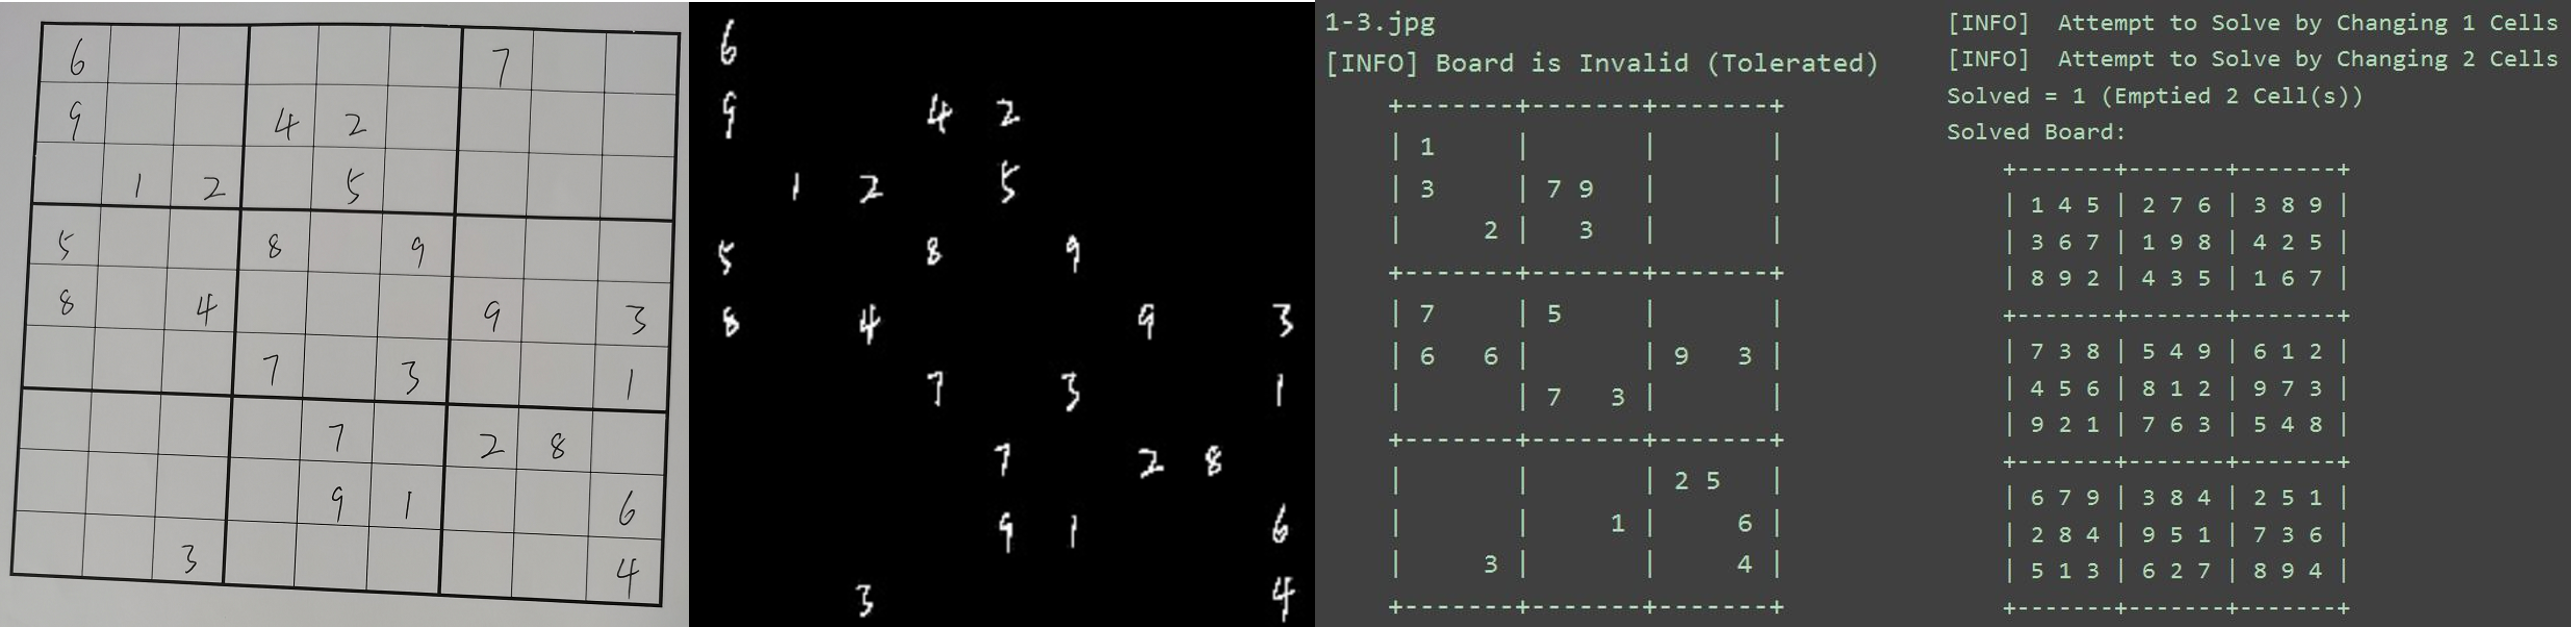 6 7
9 4 2
1 2 5
5 8 9
8 4 9 3
7 3 1
7 2 8
9 1 6
3 4
6
9 4 2
1 2 5
5 8 9
8 4 9 3
7 3 1
7 2 8
9 1 6
3 4
1-3.jpg
[INFO] Board is Invalid (Tolerated)
+-------+-------+-------+
| 1 | | |
| 3 | 7 9 | |
| 2 | 3 | |
+-------+-------+-------+
| 7 | 5 | |
| 6 6 | | 9 3 |
| | 7 3 | |
+-------+-------+-------+
| | | 2 5 |
| | 1 | 6 |
| 3 | | 4 |
+-------+-------+-------+
[INFO] Attempt to Solve by Changing 1 Cells
[INFO] Attempt to Solve by Changing 2 Cells
Solved = 1 (Emptied 2 Cell(s))
Solved Board:
+-------+-------+-------+
| 1 4 5 | 2 7 6 | 3 8 9 |
| 3 6 7 | 1 9 8 | 4 2 5 |
| 8 9 2 | 4 3 5 | 1 6 7 |
+-------+-------+-------+
| 7 3 8 | 5 4 9 | 6 1 2 |
| 4 5 6 | 8 1 2 | 9 7 3 |
| 9 2 1 | 7 6 3 | 5 4 8 |
+-------+-------+-------+
| 6 7 9 | 3 8 4 | 2 5 1 |
| 2 8 4 | 9 5 1 | 7 3 6 |
| 5 1 3 | 6 2 7 | 8 9 4 |
+-------+-------+-------+